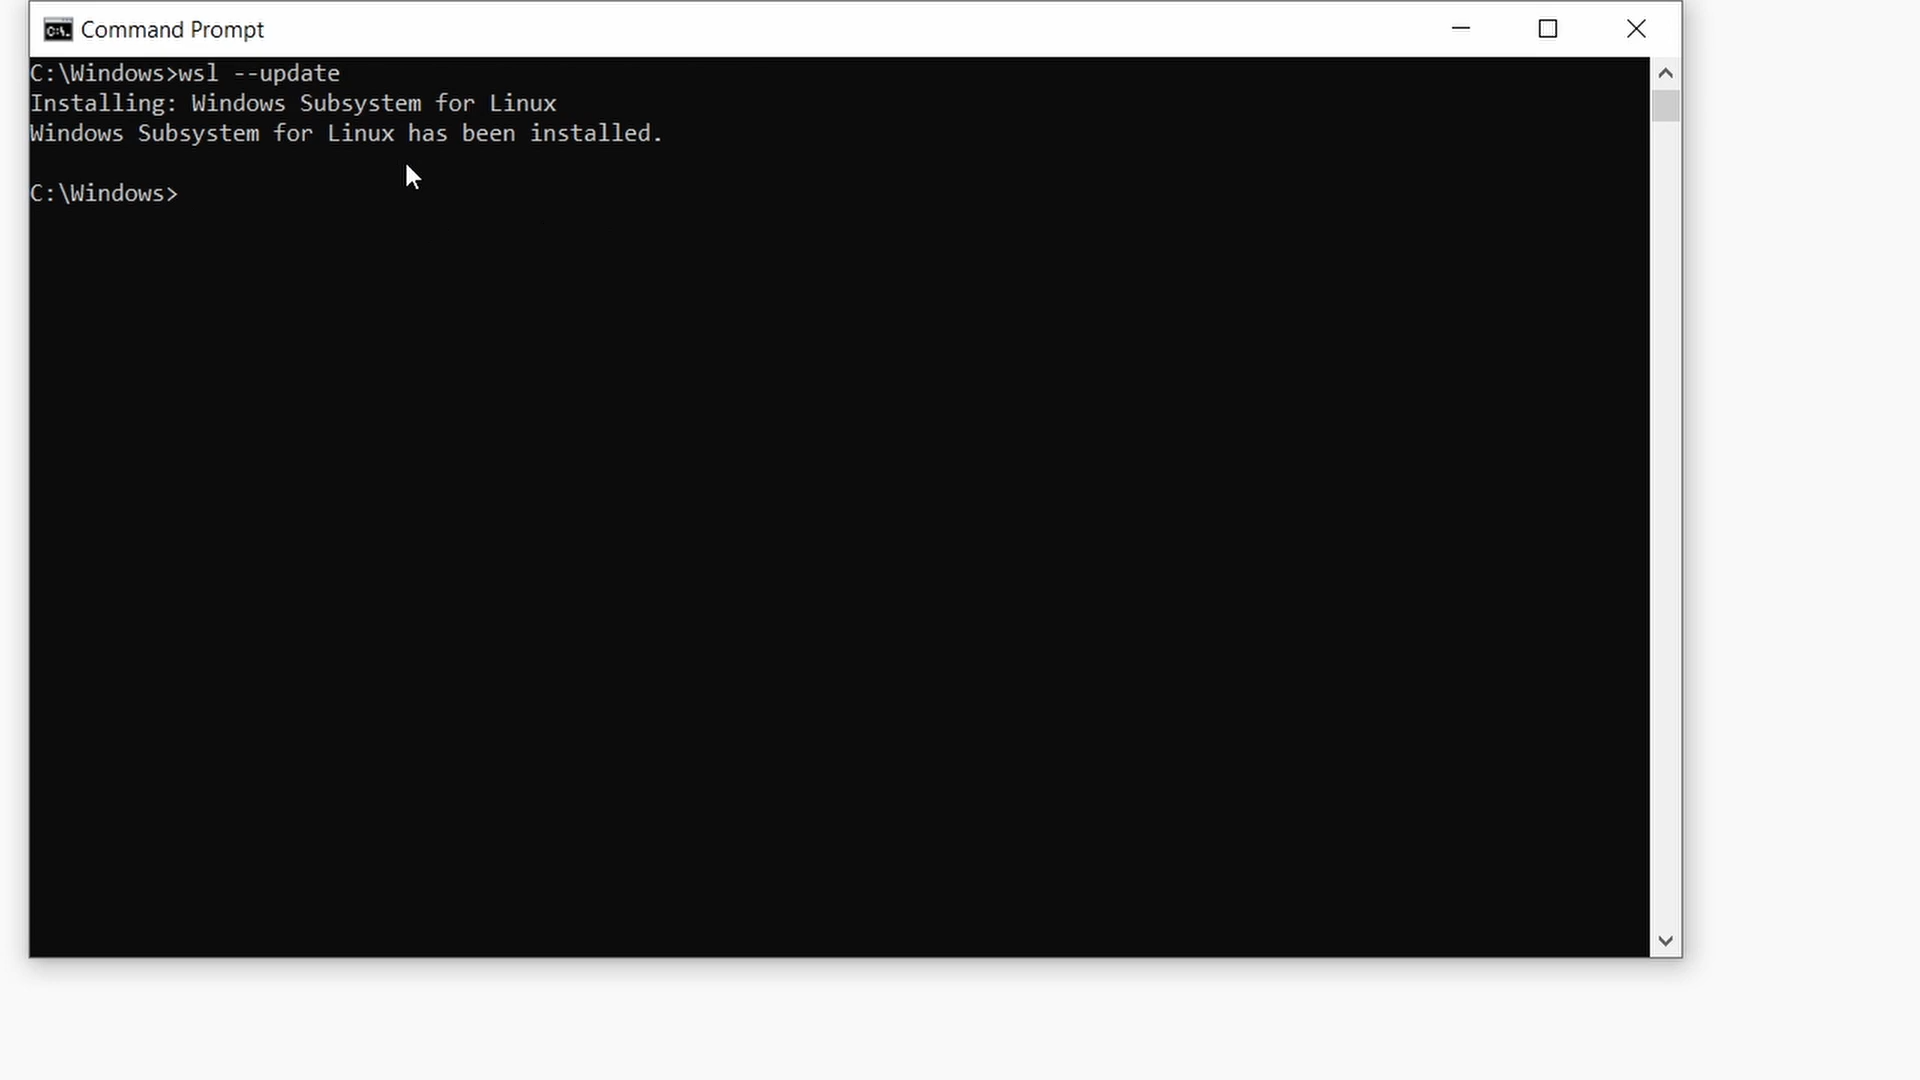 Command Prompt
C:\Windows>wsl --update
Installing: Windows Subsystem for Linux
Windows Subsystem for Linux has been installed.
C:\Windows>